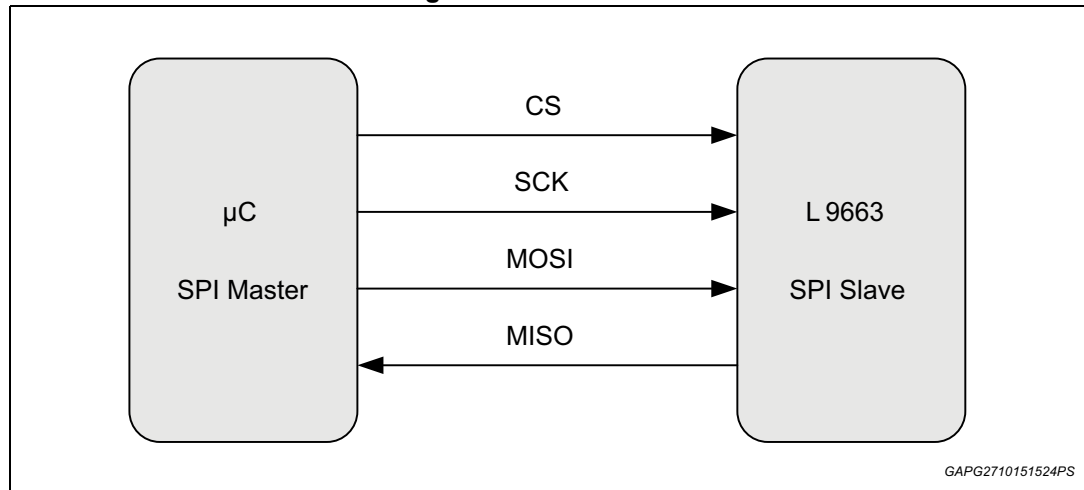 CS
SCK
µC
L 9663
MOSI
SPI Master
SPI Slave
MISO
GAPG2710151524PS